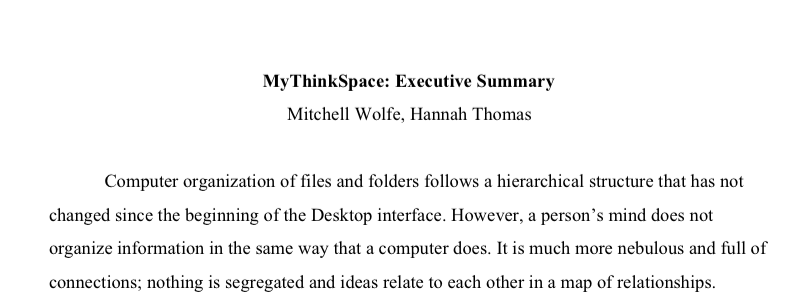 MyThinkSpace: Executive Summary
Mitchell Wolfe, Hannah Thomas
Computer organization of files and folders follows a hierarchical structure that has not
changed since the beginning of the Desktop interface. However, a person’s mind does not
organize information in the same way that a computer does. It is much more nebulous and full of
connections; nothing is segregated and ideas relate to each other in a map of relationships.